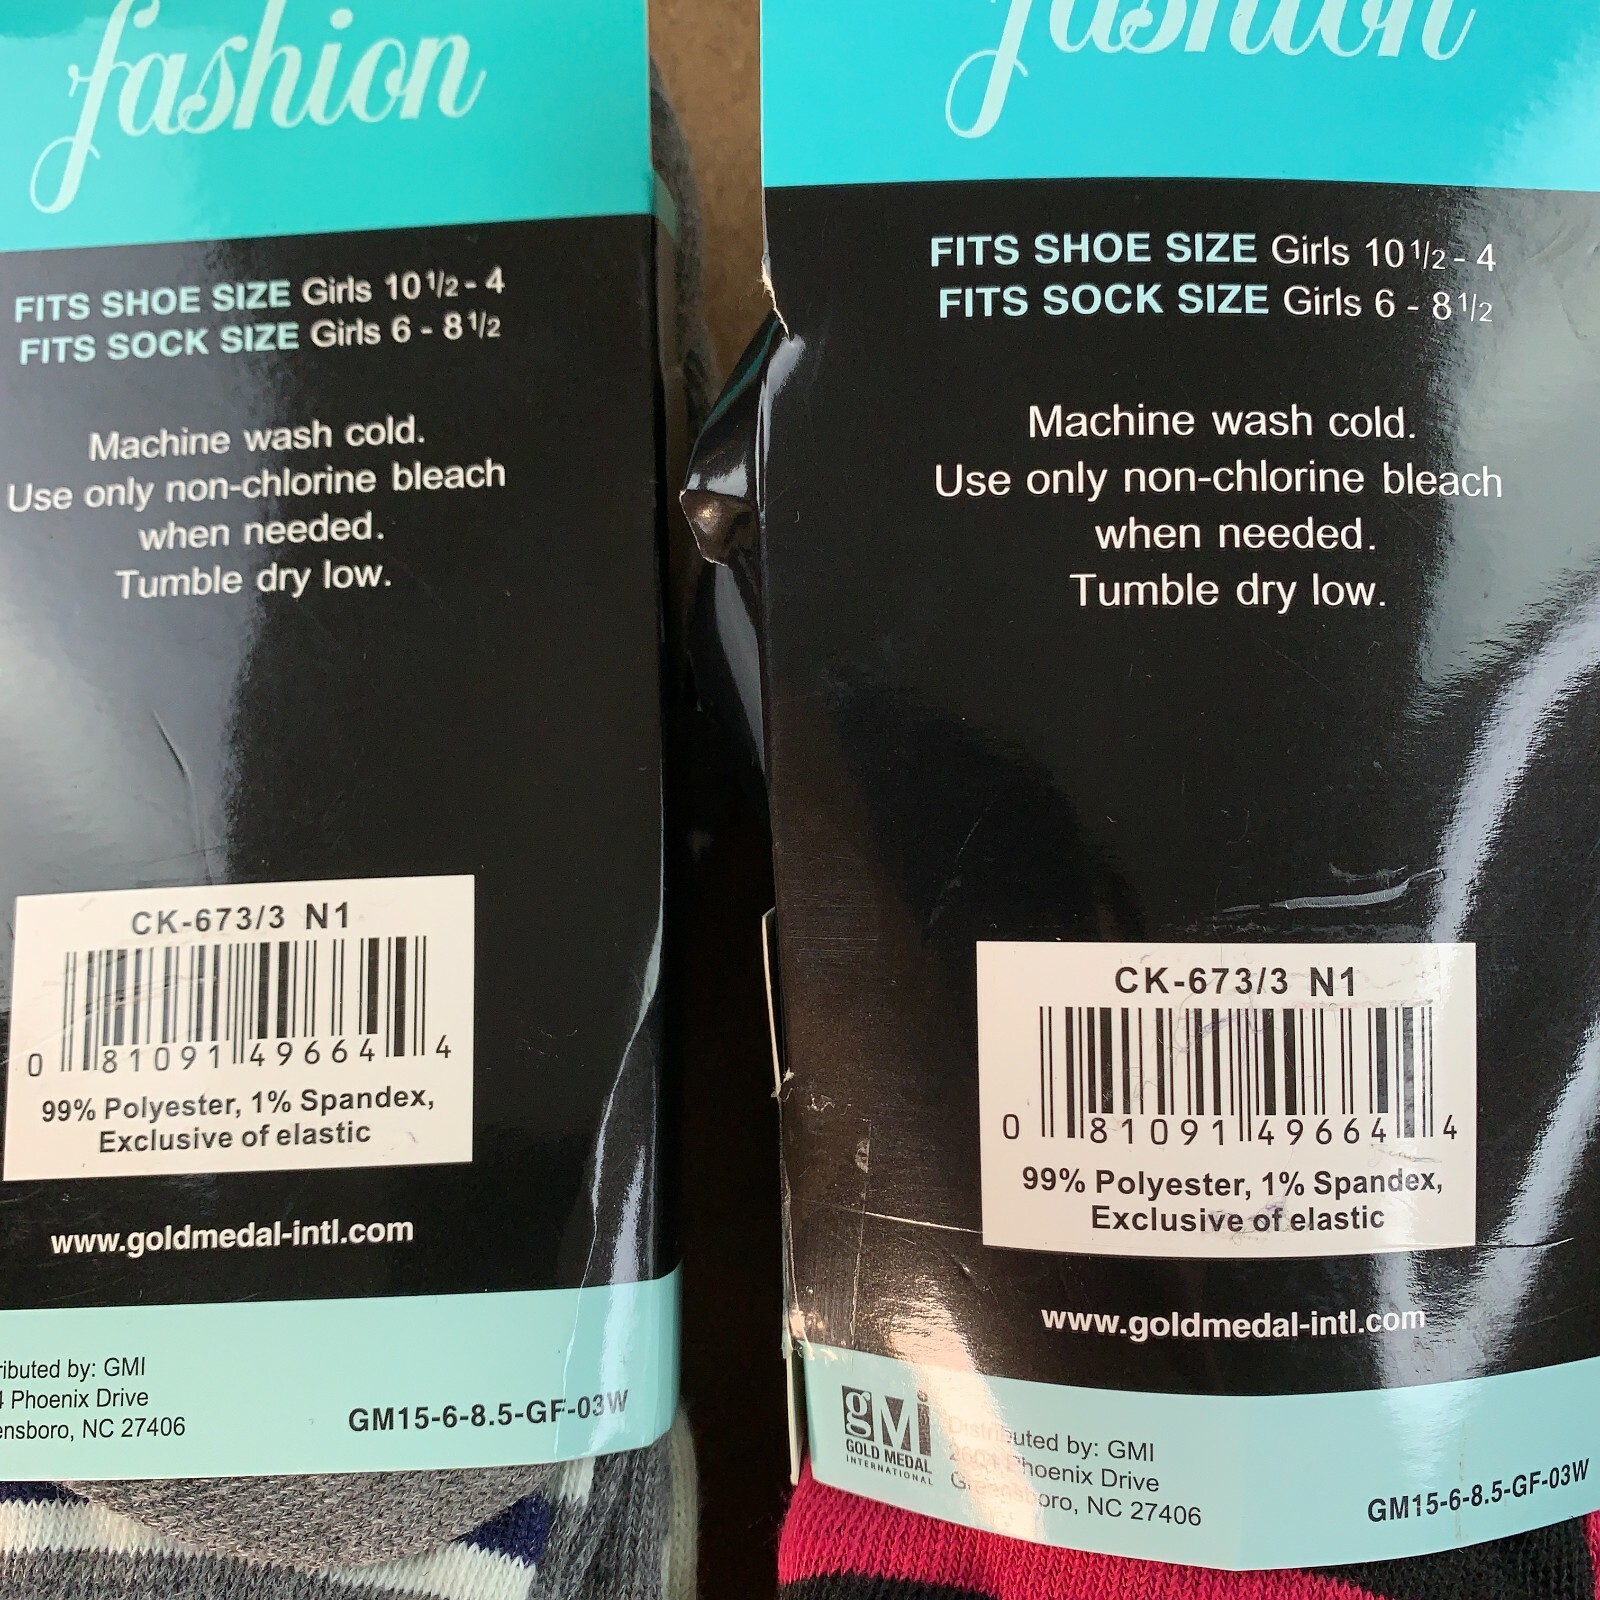 fashion
FITS SHOE SIZE Girls 10 1/2 - 4
FITS SOCK SIZE Girls 6 - 8 1/2
Machine wash cold.
Use only non-chlorine bleach
when needed.
Tumble dry low.
CK-673/3 N1
0 81091 49664 4
99% Polyester, 1% Spandex,
Exclusive of elastic
www.goldmedal-intl.com
by: GMI
Phoenix Drive
NC 27406
GM15-6-8.5-GF-03W
fashion
FITS SHOE SIZE Girls 10 1/2 - 4
FITS SOCK SIZE Girls 6 - 8 1/2
Machine wash cold.
Use only non-chlorine bleach
when needed.
Tumble dry low.
CK-673/3 N1
0 81091 49664 4
99% Polyester, 1% Spandex,
Exclusive of elastic
www.goldmedal-intl.com
gMi
GOLD MEDAL
INTERNATIONAL
Distributed by: GMI
Phoenix Drive
Greensboro, NC 27406
GM15-6-8.5-GF-03W